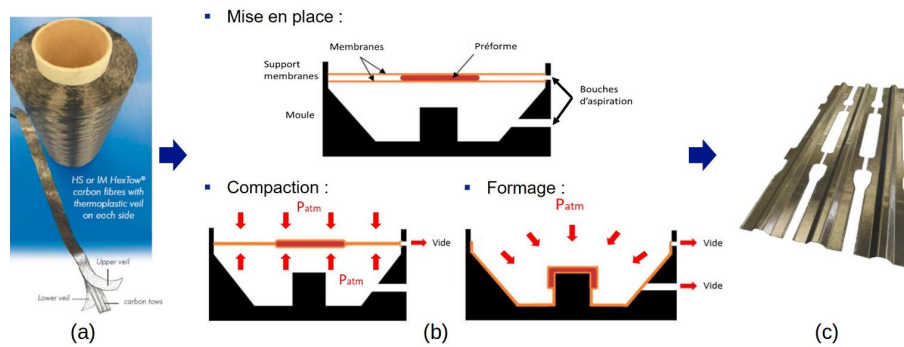 ▪ Mise en place :
Membranes
Préforme
Support
membranes
Bouches
d'aspiration
Moule
HS or IM HexTow®
carbon fibres with
thermoplastic veil
on each side
Upper veil
Lower veil
carbon tows
▪ Compaction :
Patm
Vide
Patm
▪ Formage :
Patm
Vide
Vide
(a)
(b)
(c)